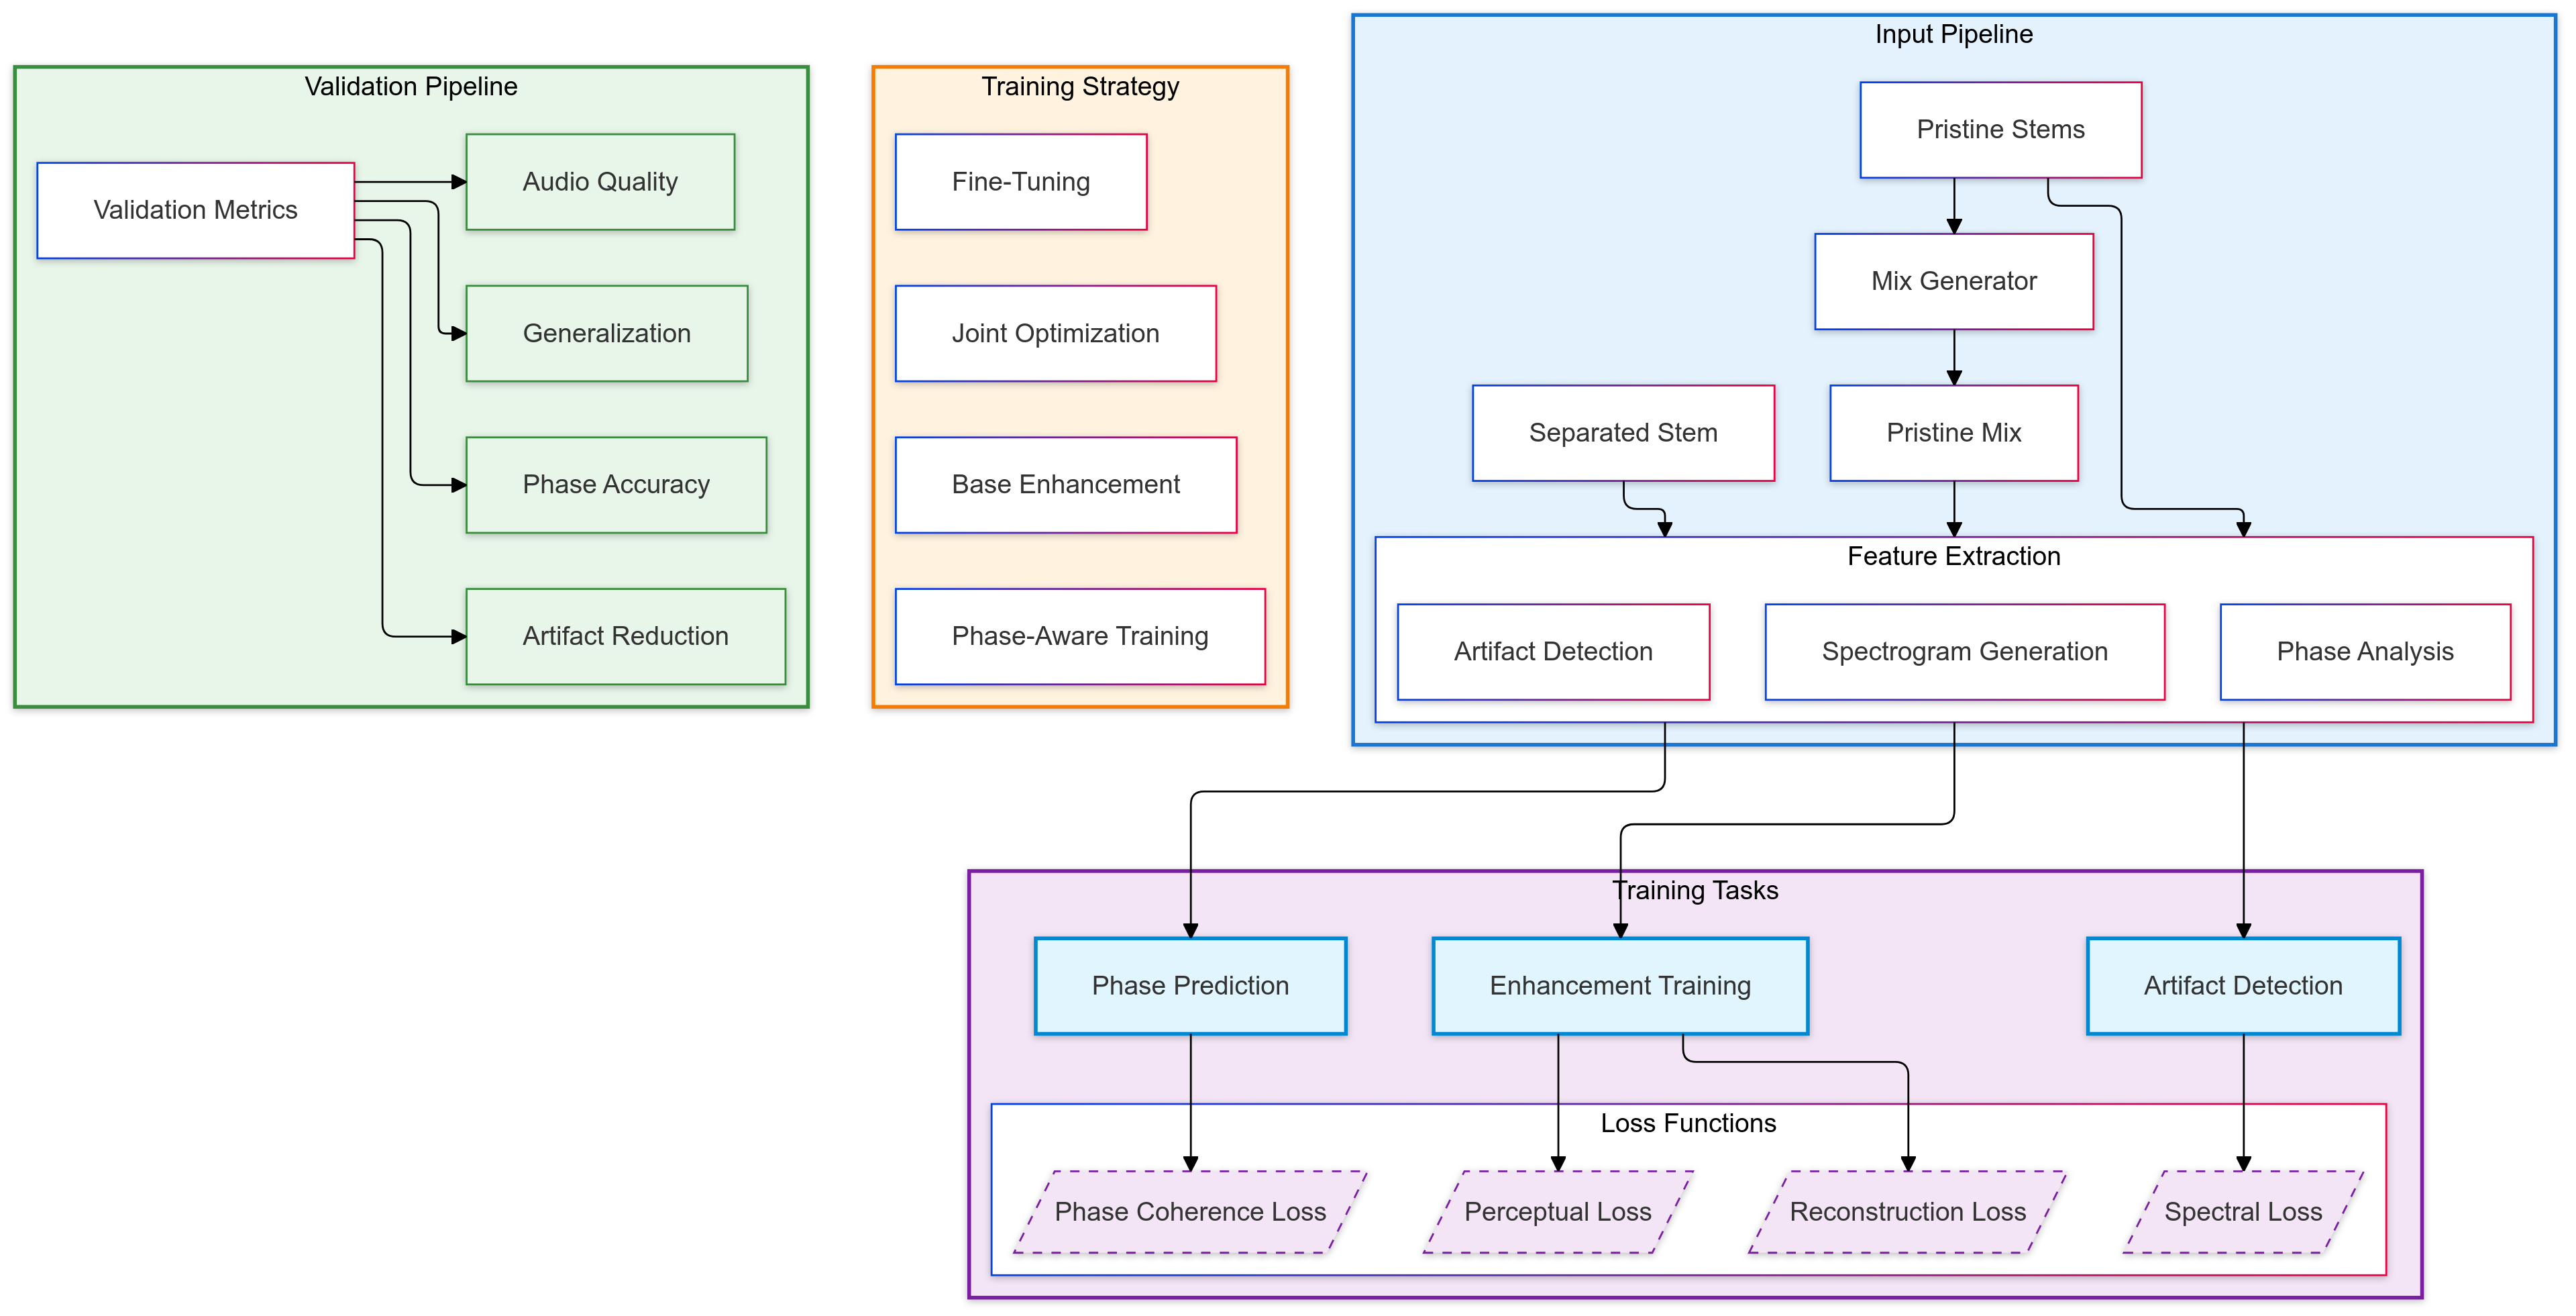 Validation Pipeline
Validation Metrics
Audio Quality
Generalization
Phase Accuracy
Artifact Reduction
Training Strategy
Fine-Tuning
Joint Optimization
Base Enhancement
Phase-Aware Training
Input Pipeline
Pristine Stems
Mix Generator
Separated Stem
Pristine Mix
Feature Extraction
Artifact Detection
Spectrogram Generation
Phase Analysis
Training Tasks
Phase Prediction
Enhancement Training
Artifact Detection
Loss Functions
Phase Coherence Loss
Perceptual Loss
Reconstruction Loss
Spectral Loss